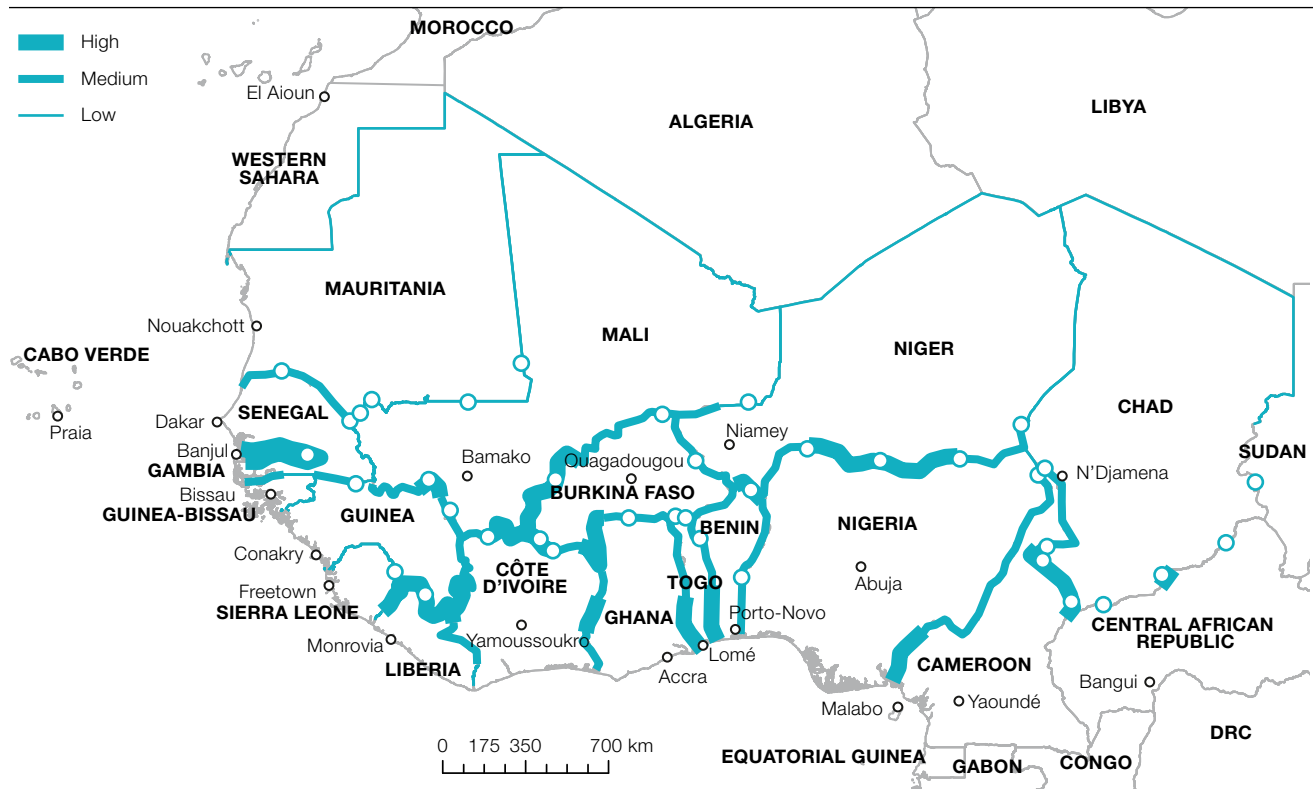 MOROCCO
High
Medium
Low
El Aioun
ALGERIA
LIBYA
WESTERN
SAHARA
MAURITANIA
Nouakchott
MALI
NIGER
CABO VERDE
Praia
SENEGAL
Dakar
CHAD
Niamey
Banjul
GAMBIA
Bamako
Quagadougou
SUDAN
N'Djamena
Bissau
GUINEA-BISSAU
GUINEA
BURKINA FASO
BENIN
NIGERIA
Conakry
CÔTE
D'IVOIRE
TOGO
Abuja
Freetown
SIERRA LEONE
GHANA
Porto-Novo
CENTRAL AFRICAN
REPUBLIC
Monrovia
Yamoussoukro
LIBERIA
Lomé
Accra
CAMEROON
Bangui
Malabo
Yaoundé
0 175 350 700 km
EQUATORIAL GUINEA
GABON
CONGO
DRC